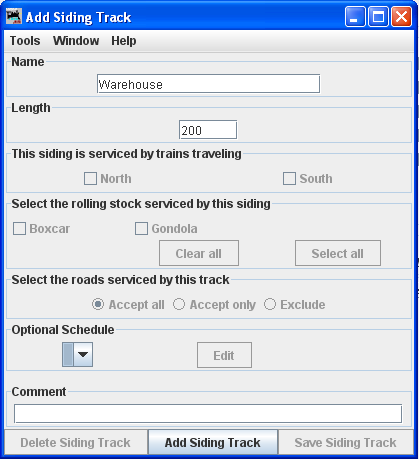 Add Siding Track
Tools Window Help
Name
Warehouse
Length
200
This siding is serviced by trains traveling
North South
Select the rolling stock serviced by this siding
Boxcar Gondola
Clear all Select all
Select the roads serviced by this track
Accept all Accept only Exclude
Optional Schedule
Edit
Comment
Delete Siding Track Add Siding Track Save Siding Track